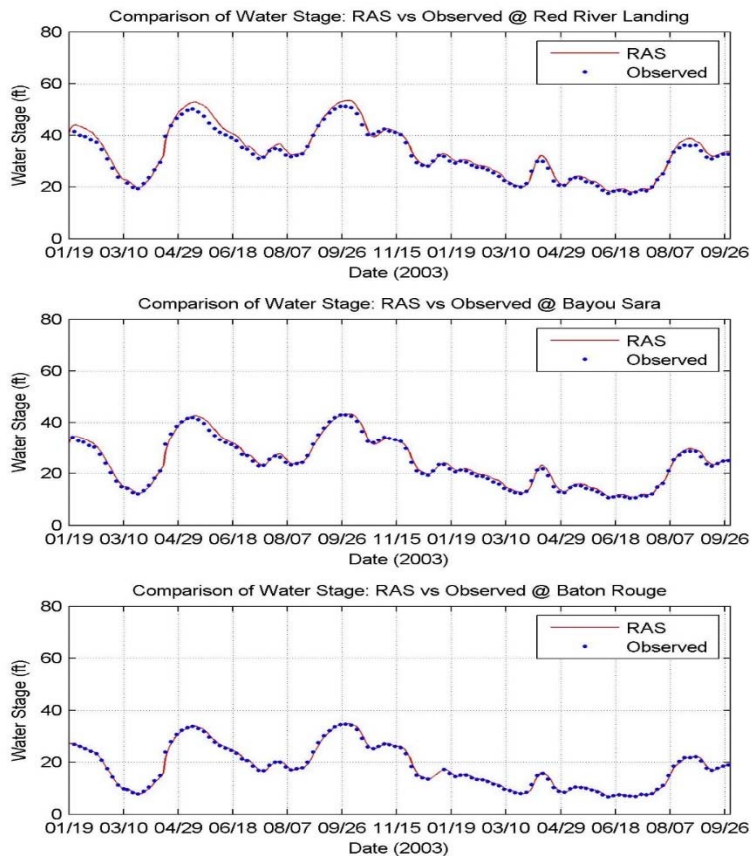 Comparison of Water Stage: RAS vs Observed @ Red River Landing
80
60
40
20
0
Water Stage (ft)
RAS
Observed
01/19 03/10 04/29 06/18 08/07 09/26 11/15 01/19 03/10 04/29 06/18 08/07 09/26
Date (2003)
Comparison of Water Stage: RAS vs Observed @ Bayou Sara
80
60
40
20
0
Water Stage (ft)
RAS
Observed
01/19 03/10 04/29 06/18 08/07 09/26 11/15 01/19 03/10 04/29 06/18 08/07 09/26
Date (2003)
Comparison of Water Stage: RAS vs Observed @ Baton Rouge
80
60
40
20
0
Water Stage (ft)
RAS
Observed
01/19 03/10 04/29 06/18 08/07 09/26 11/15 01/19 03/10 04/29 06/18 08/07 09/26
Date (2003)